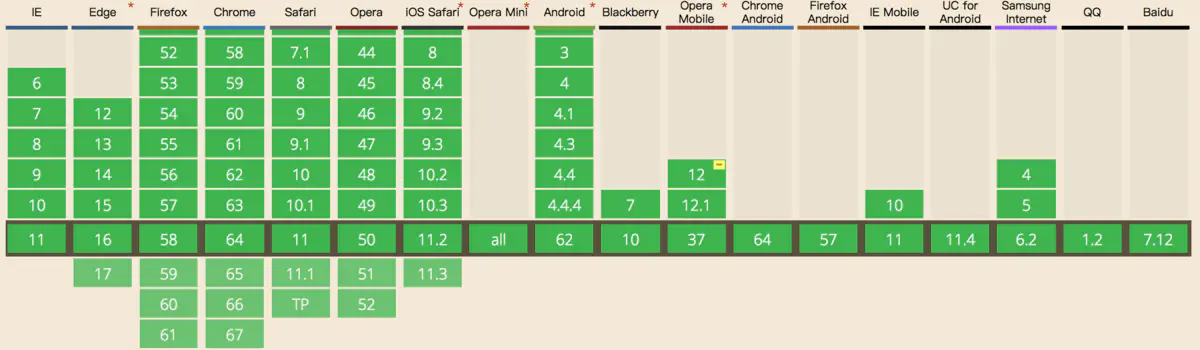 IE Edge * Firefox Chrome Safari Opera iOS Safari * Opera Mini * Android * Blackberry Opera Mobile * Chrome Android Firefox Android IE Mobile UC for Android Samsung Internet QQ Baidu
52 58 7.1 44 8 3
6 53 59 8 45 8.4 4
7 12 54 60 9 46 9.2 4.1
8 13 55 61 9.1 47 9.3 4.3
9 14 56 62 10 48 10.2 4.4 12 4
10 15 57 63 10.1 49 10.3 4.4.4 7 12.1 10 5
11 16 58 64 11 50 11.2 all 62 10 37 64 57 11 11.4 6.2 1.2 7.12
17 59 65 11.1 51 11.3
60 66 TP 52
61 67